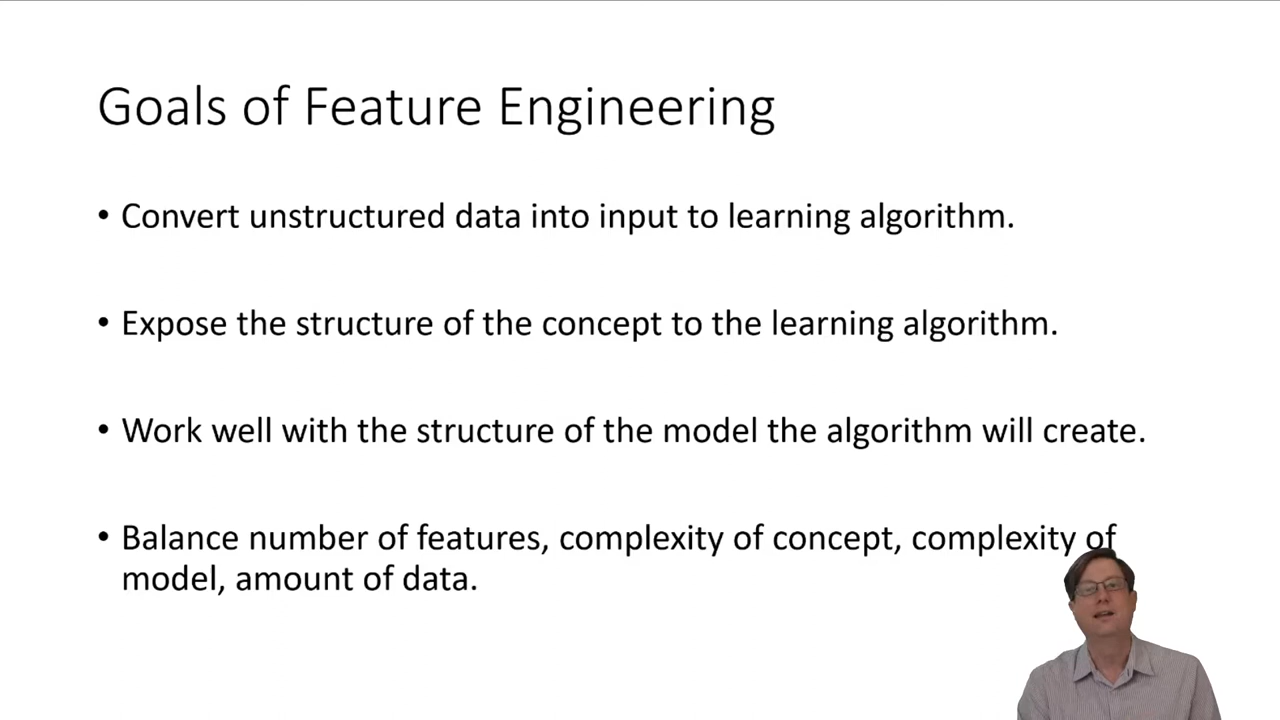 Goals of Feature Engineering
• Convert unstructured data into input to learning algorithm.
• Expose the structure of the concept to the learning algorithm.
• Work well with the structure of the model the algorithm will create.
• Balance number of features, complexity of concept, complexity of
model, amount of data.